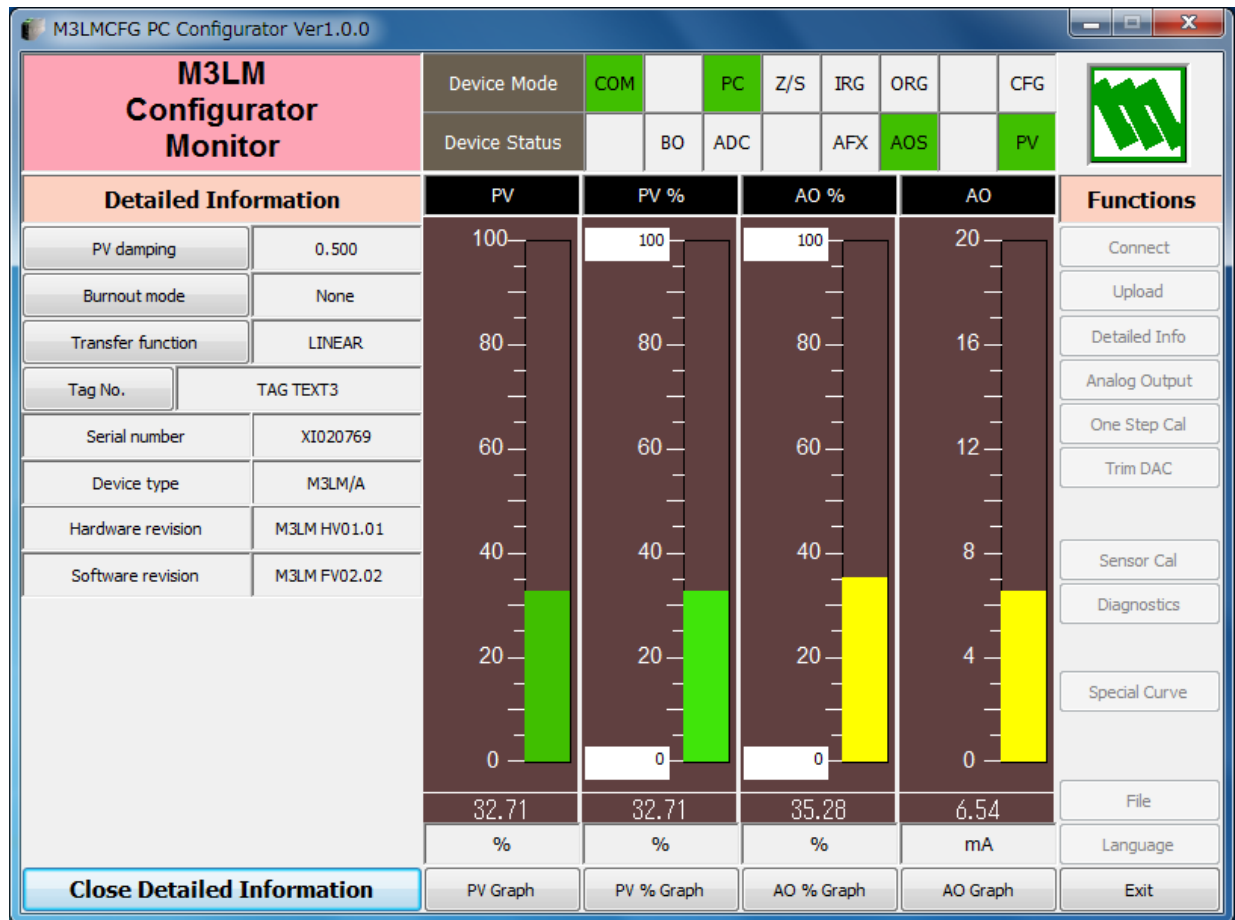 M3LMCFG PC Configurator Ver1.0.0
M3LM
Configurator
Monitor
Device Mode COM PC Z/S IRG ORG CFG
Device Status BO ADC AFX AOS PV
Detailed Information
PV damping 0.500
Burnout mode None
Transfer function LINEAR
Tag No. TAG TEXT3
Serial number XI020769
Device type M3LM/A
Hardware revision M3LM HV01.01
Software revision M3LM FV02.02
Close Detailed Information
PV PV % AO % AO
100 100 100 20
80 80 80 16
60 60 60 12
40 40 40 8
20 20 20 4
0 0 0 0
32.71 32.71 35.28 6.54
% % % mA
PV Graph PV % Graph AO % Graph AO Graph
Functions
Connect
Upload
Detailed Info
Analog Output
One Step Cal
Trim DAC
Sensor Cal
Diagnostics
Special Curve
File
Language
Exit